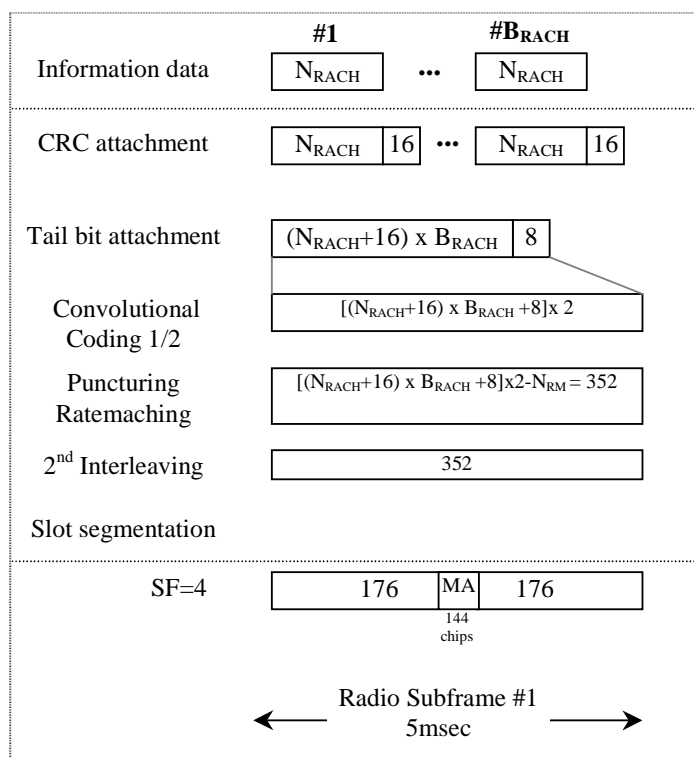 #1 #B_RACH
Information data N_RACH ... N_RACH
CRC attachment N_RACH 16 ... N_RACH 16
Tail bit attachment (N_RACH+16) x B_RACH 8
Convolutional
Coding 1/2
[(N_RACH+16) x B_RACH +8]x 2
Puncturing
Ratemaching
[(N_RACH+16) x B_RACH +8]x2-N_RM = 352
2nd Interleaving 352
Slot segmentation
SF=4 176 MA 176
144
chips
Radio Subframe #1
5msec